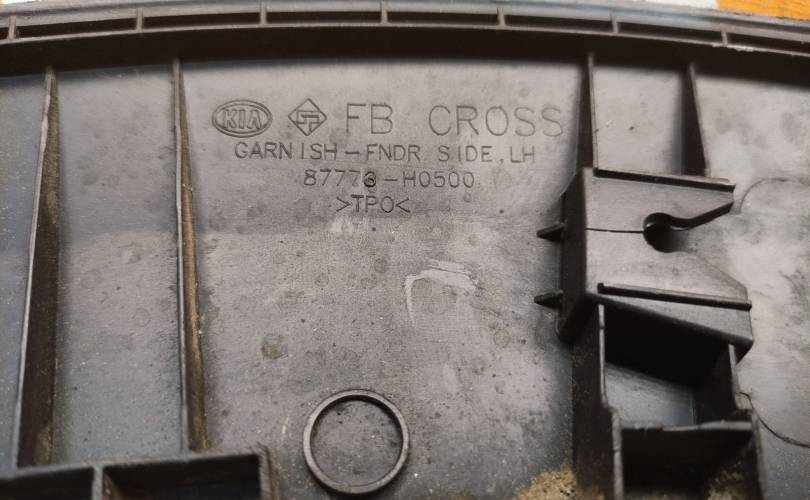 KIA FB CROSS
GARNISH-FNDR SIDE,LH
87773-H0500
>TPO<